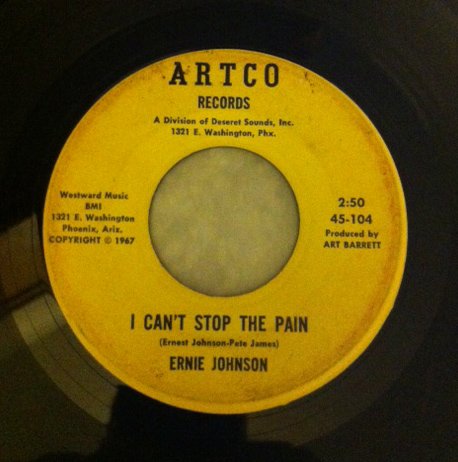 ARTCO
RECORDS
A Division of Deseret Sounds, Inc.
1321 E. Washington, Phx.
Westward Music
BMI
1321 E. Washington
Phoenix, Ariz.
COPYRIGHT © 1967
2:50
45-104
Produced by
ART BARRETT
I CAN'T STOP THE PAIN
(Ernest Johnson-Pete James)
ERNIE JOHNSON